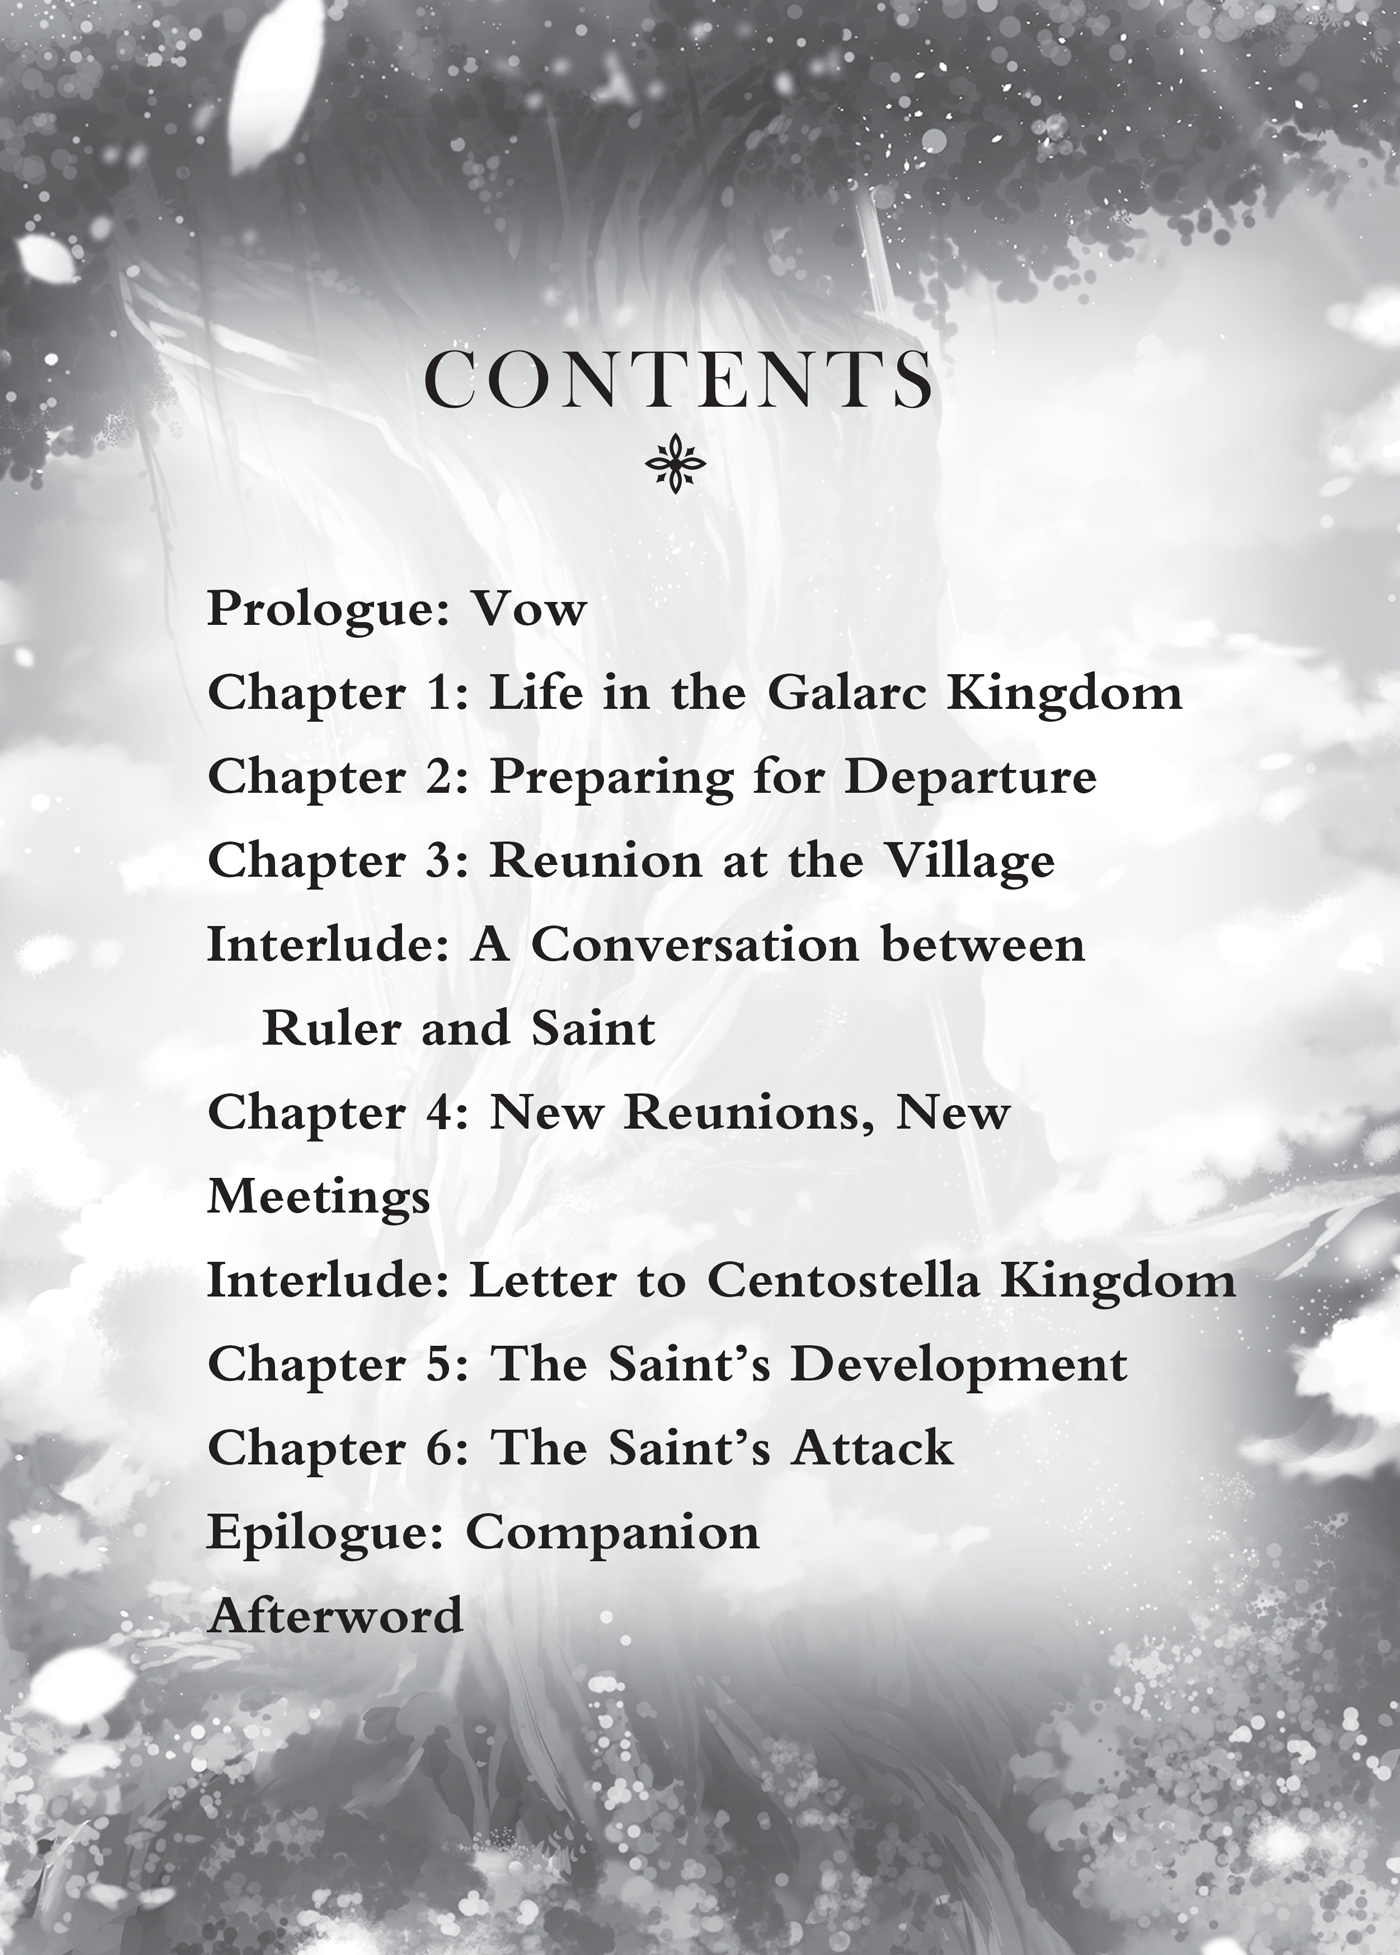 CONTENTS
Prologue: Vow
Chapter 1: Life in the Galarc Kingdom
Chapter 2: Preparing for Departure
Chapter 3: Reunion at the Village
Interlude: A Conversation between
Ruler and Saint
Chapter 4: New Reunions, New
Meetings
Interlude: Letter to Centostella Kingdom
Chapter 5: The Saint’s Development
Chapter 6: The Saint’s Attack
Epilogue: Companion
Afterword